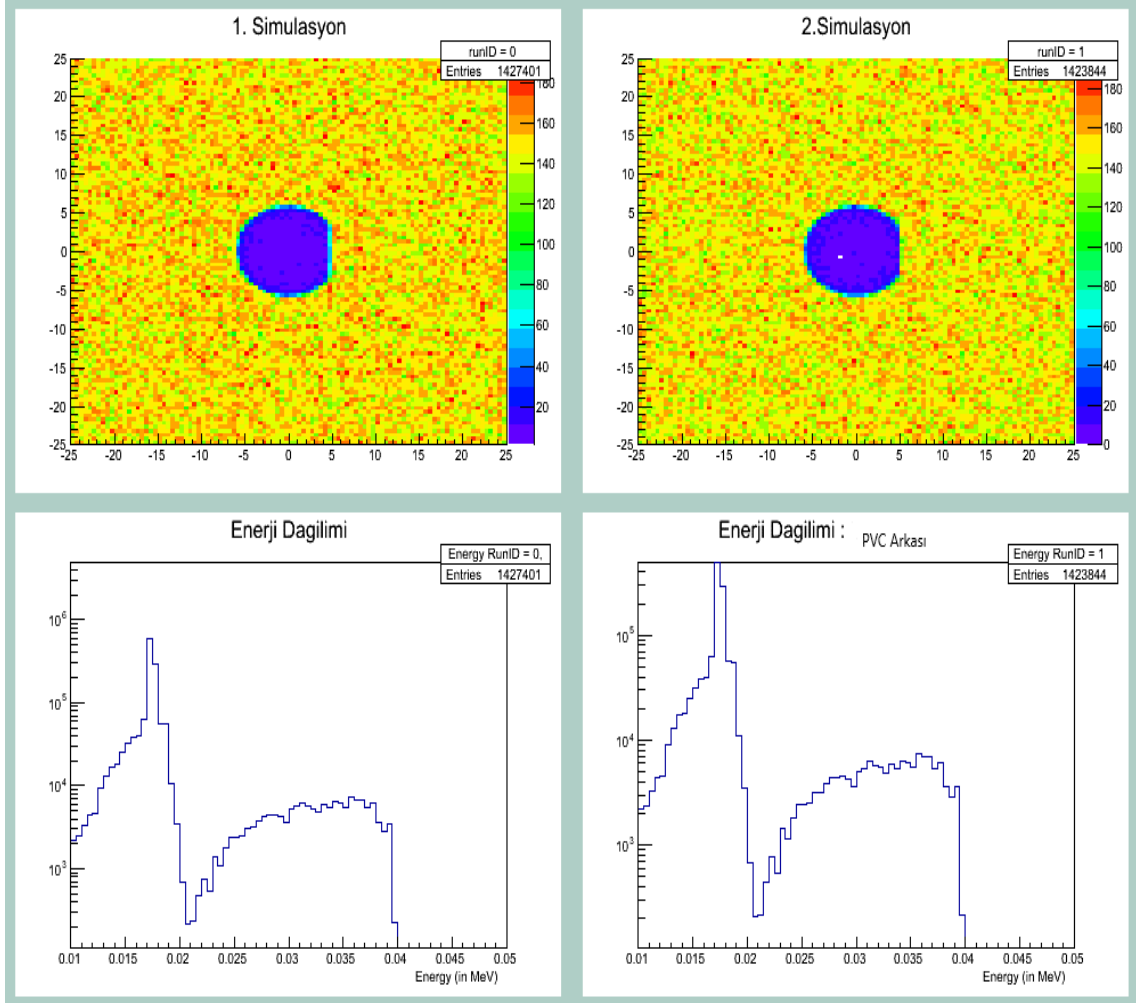 1. Simulasyon
runID = 0
Entries 1427401
25
20
15
10
5
0
-5
-10
-15
-20
-25
-25 -20 -15 -10 -5 0 5 10 15 20 25
180
160
140
120
100
80
60
40
20
2.Simulasyon
runID = 1
Entries 1423844
25
20
15
10
5
0
-5
-10
-15
-20
-25
-25 -20 -15 -10 -5 0 5 10 15 20 25
180
160
140
120
100
80
60
40
20
0
Enerji Dagilimi
Energy RunID = 0,
Entries 1427401
10^6
10^5
10^4
10^3
0.01 0.015 0.02 0.025 0.03 0.035 0.04 0.045 0.05
Energy (in MeV)
Enerji Dagilimi : PVC Arkası
Energy RunID = 1
Entries 1423844
10^5
10^4
10^3
0.01 0.015 0.02 0.025 0.03 0.035 0.04 0.045 0.05
Energy (in MeV)